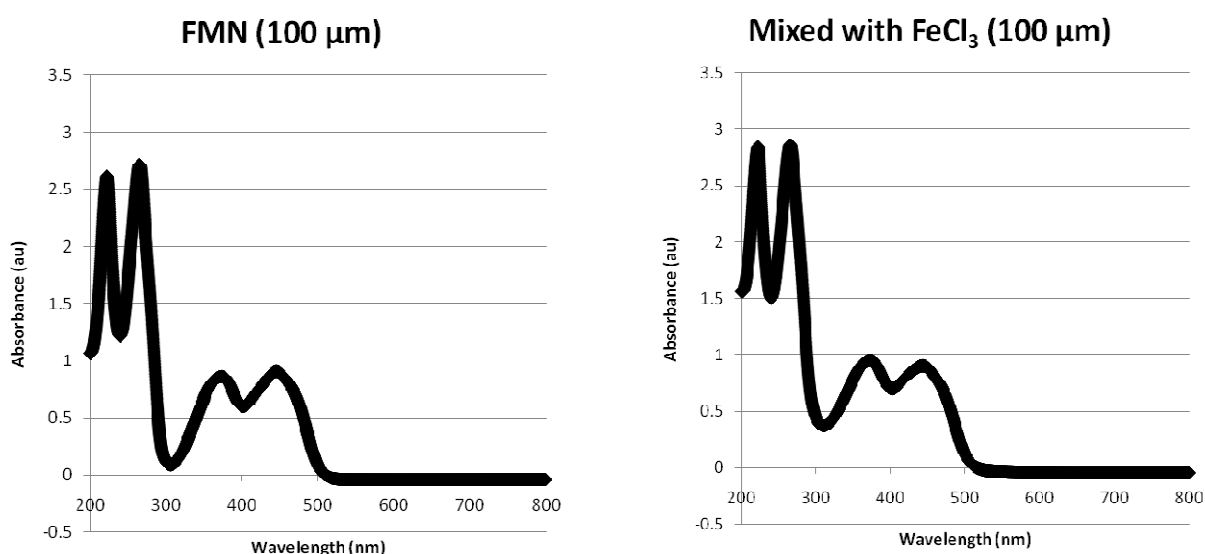 FMN (100 µm)
3.5
3
2.5
2
1.5
1
0.5
0
-0.5
200 300 400 500 600 700 800
Absorbance (au)
Wavelength (nm)
Mixed with FeCl₃ (100 µm)
3.5
3
2.5
2
1.5
1
0.5
0
-0.5
200 300 400 500 600 700 800
Absorbance (au)
Wavelength (nm)